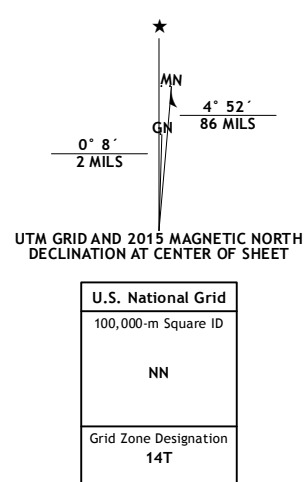 ★
MN
4° 52´
86 MILS
GN
0° 8´
2 MILS
UTM GRID AND 2015 MAGNETIC NORTH
DECLINATION AT CENTER OF SHEET
U.S. National Grid
100,000-m Square ID
NN
Grid Zone Designation
14T